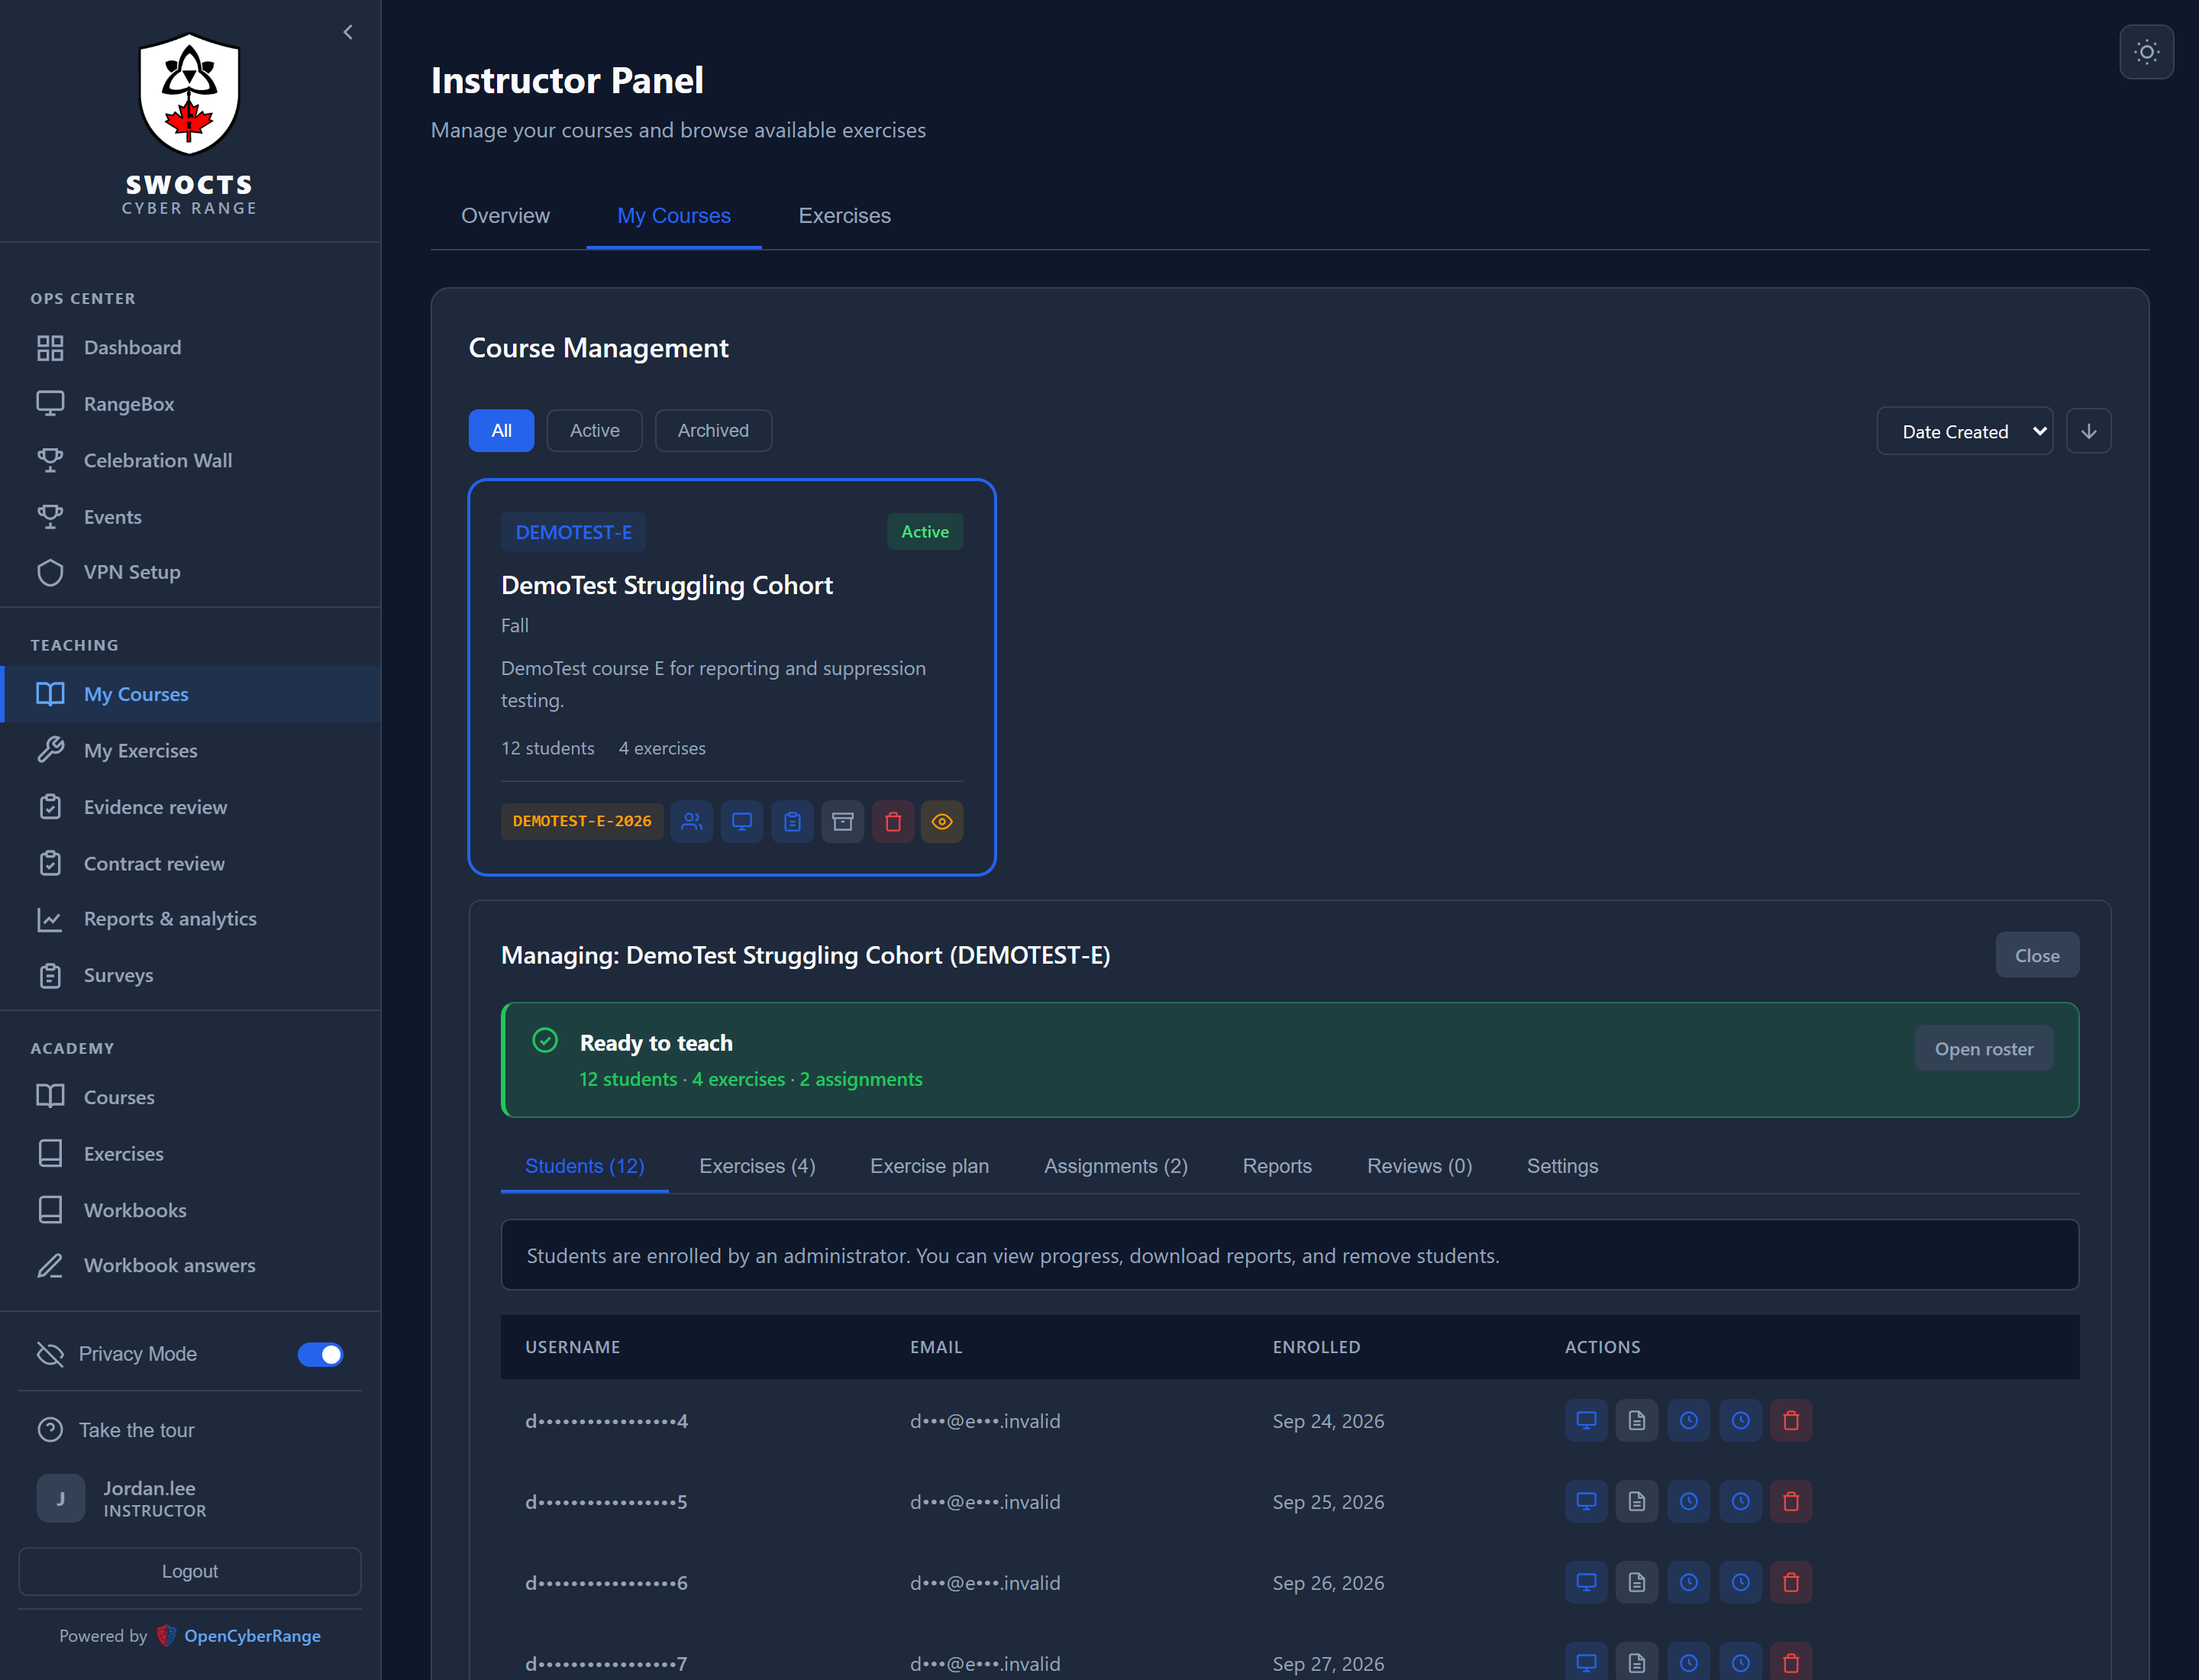 SWOCTS
CYBER RANGE
OPS CENTER
Dashboard
RangeBox
Celebration Wall
Events
VPN Setup
TEACHING
My Courses
My Exercises
Evidence review
Contract review
Reports & analytics
Surveys
ACADEMY
Courses
Exercises
Workbooks
Workbook answers
Privacy Mode
Take the tour
J
Jordan.lee
INSTRUCTOR
Logout
Powered by OpenCyberRange
Instructor Panel
Manage your courses and browse available exercises
Overview My Courses Exercises
Course Management
All Active Archived Date Created
DEMOTEST-E Active
DemoTest Struggling Cohort
Fall
DemoTest course E for reporting and suppression
testing.
12 students 4 exercises
DEMOTEST-E-2026
Managing: DemoTest Struggling Cohort (DEMOTEST-E) Close
Ready to teach
12 students · 4 exercises · 2 assignments
Open roster
Students (12) Exercises (4) Exercise plan Assignments (2) Reports Reviews (0) Settings
Students are enrolled by an administrator. You can view progress, download reports, and remove students.
USERNAME EMAIL ENROLLED ACTIONS
d•••••••••••••••••4 d•••@e•••.invalid Sep 24, 2026
d•••••••••••••••••5 d•••@e•••.invalid Sep 25, 2026
d•••••••••••••••••6 d•••@e•••.invalid Sep 26, 2026
d•••••••••••••••••7 d•••@e•••.invalid Sep 27, 2026